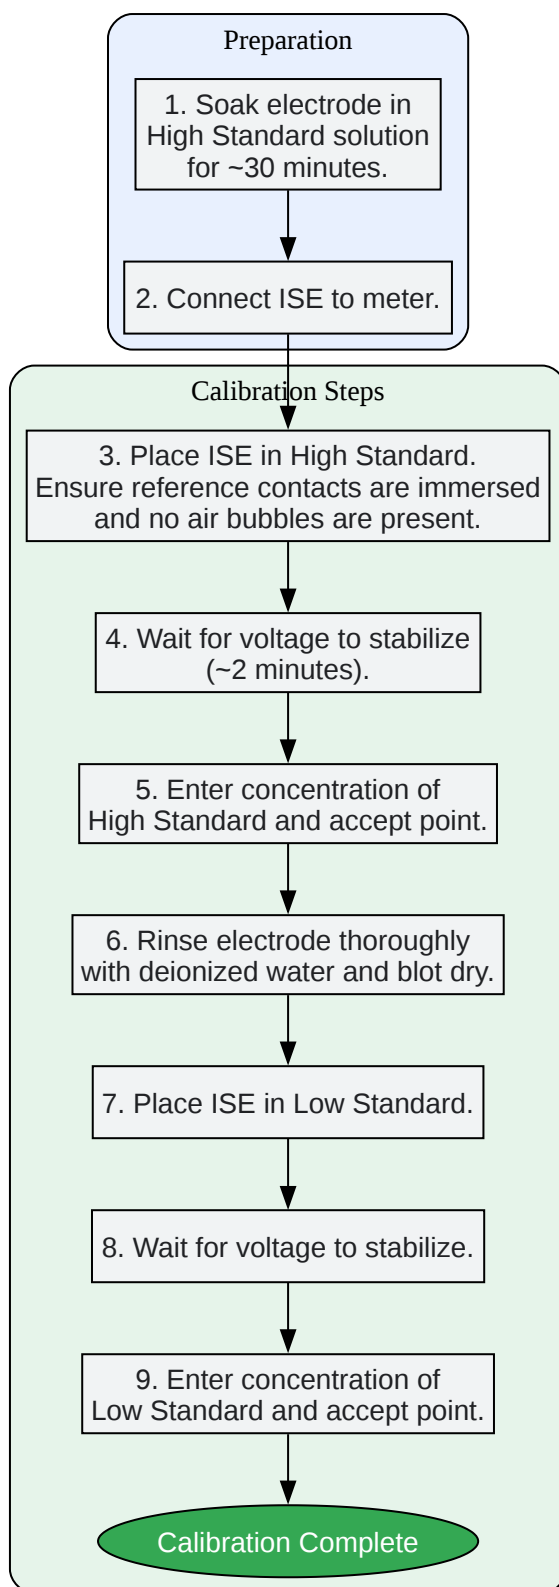 Preparation
1. Soak electrode in
High Standard solution
for ~30 minutes.
2. Connect ISE to meter.
Calibration Steps
3. Place ISE in High Standard.
Ensure reference contacts are immersed
and no air bubbles are present.
4. Wait for voltage to stabilize
(~2 minutes).
5. Enter concentration of
High Standard and accept point.
6. Rinse electrode thoroughly
with deionized water and blot dry.
7. Place ISE in Low Standard.
8. Wait for voltage to stabilize.
9. Enter concentration of
Low Standard and accept point.
Calibration Complete